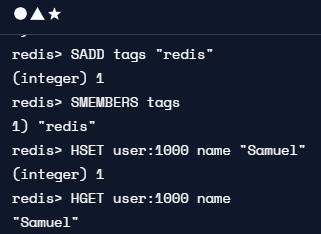 redis> SADD tags "redis"
(integer) 1
redis> SMEMBERS tags
1) "redis"
redis> HSET user:1000 name "Samuel"
(integer) 1
redis> HGET user:1000 name
"Samuel"